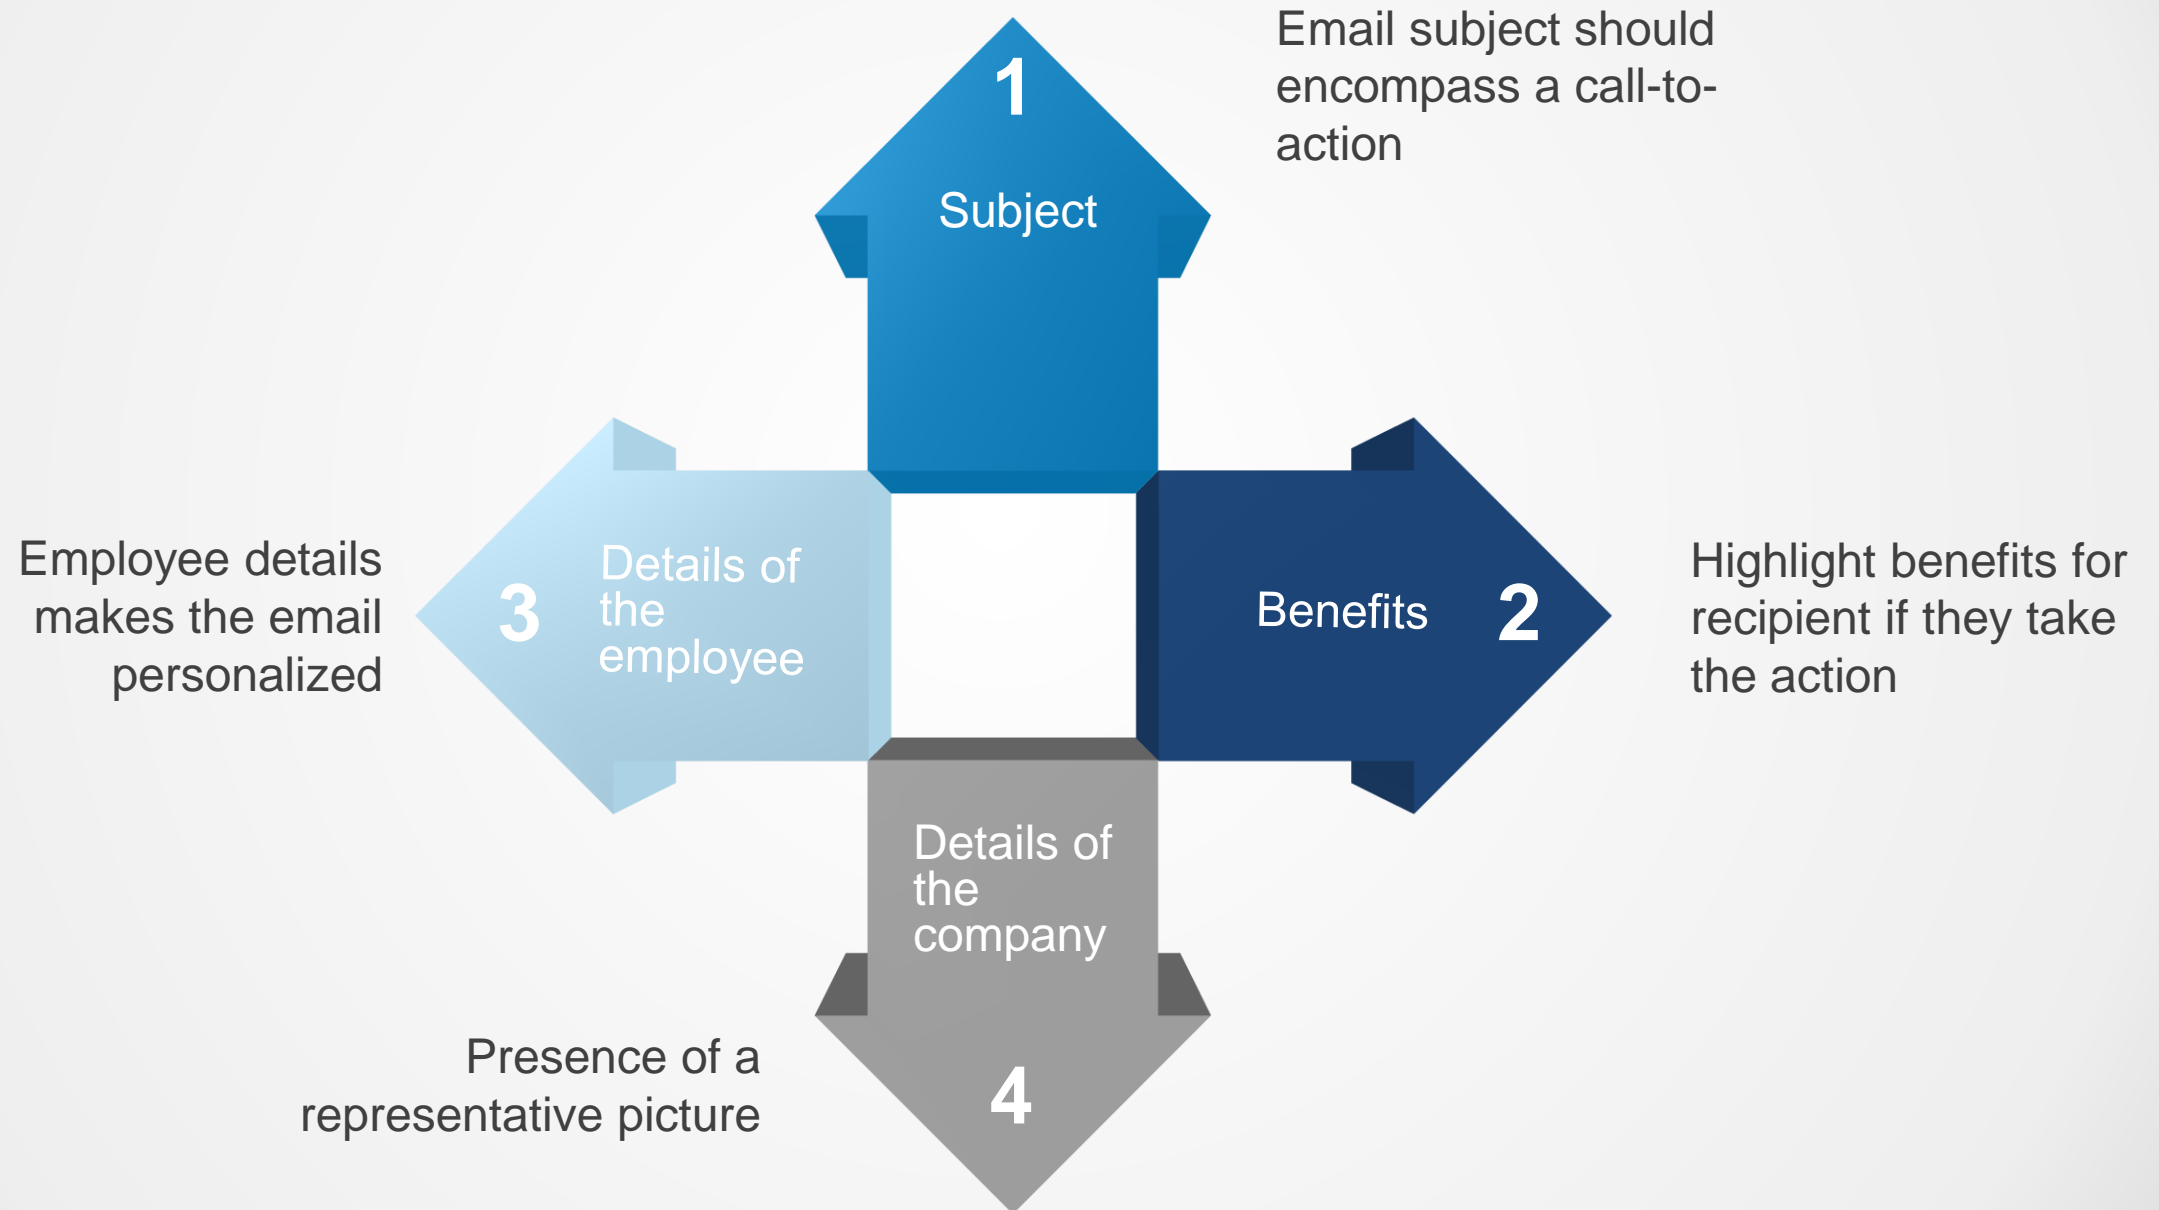 1
Subject
Email subject should
encompass a call-to-
action
Benefits
2
Highlight benefits for
recipient if they take
the action
3
Details of
the
employee
Employee details
makes the email
personalized
Details of
the
company
4
Presence of a
representative picture